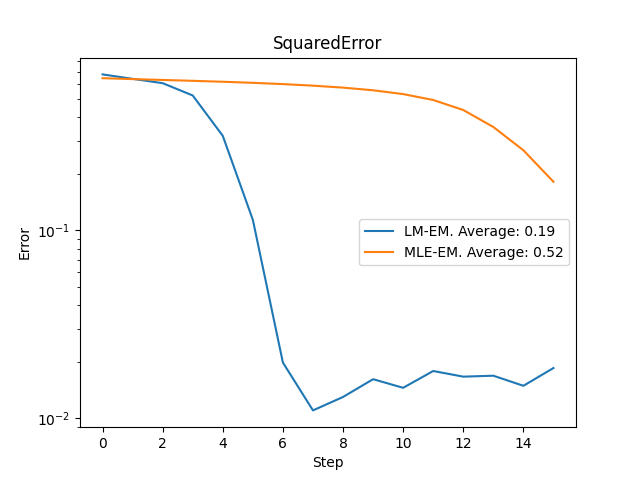 SquaredError
Error
10⁻¹
10⁻²
LM-EM. Average: 0.19
MLE-EM. Average: 0.52
0 2 4 6 8 10 12 14
Step